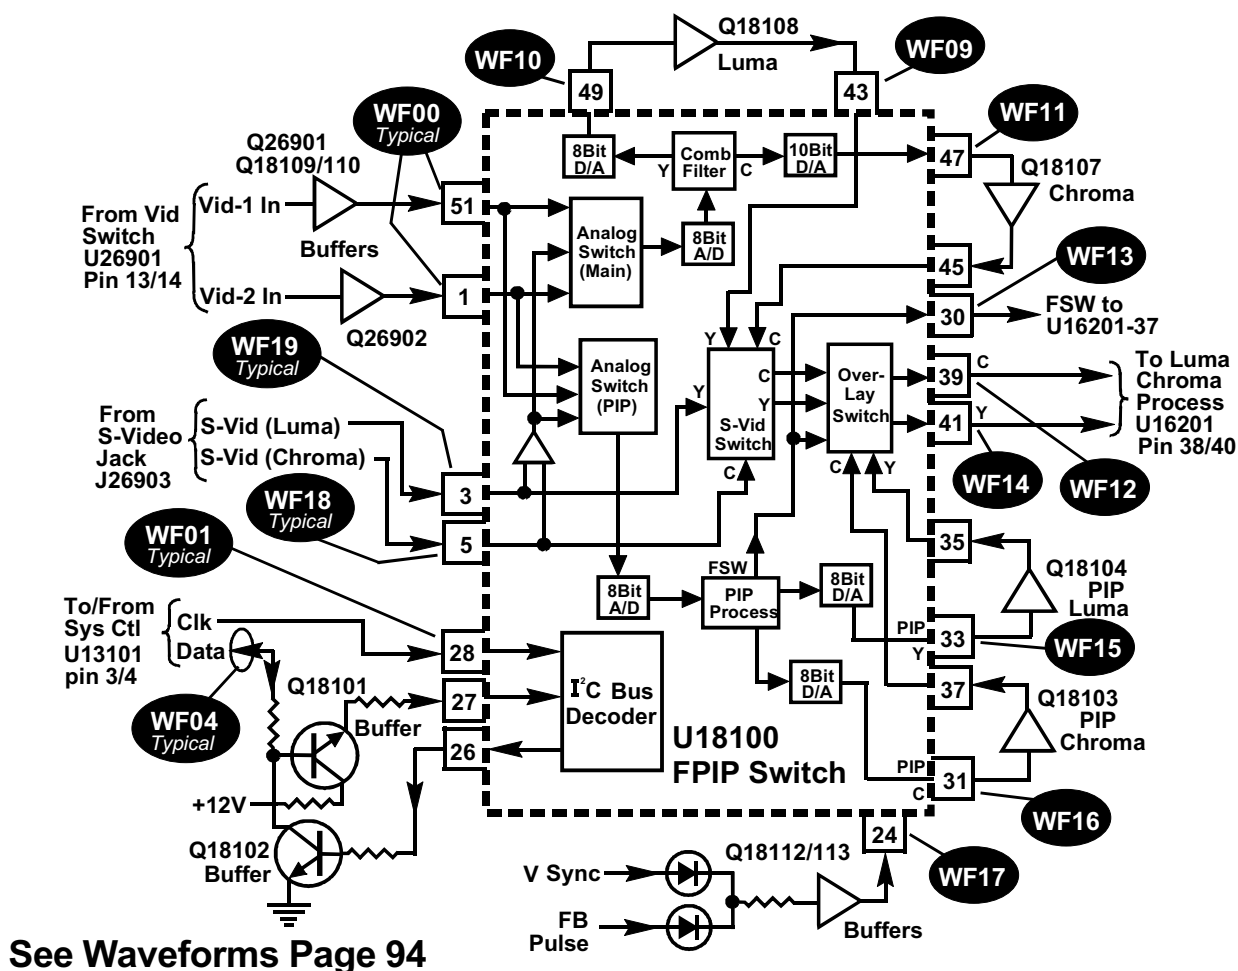 Q18108
Luma
WF10
WF09
49
43
WF00
Typical
WF11
Q26901
Q18109/110
8Bit
D/A
Y
Comb
Filter
C
10Bit
D/A
47
Q18107
Chroma
From Vid
Switch
U26901
Pin 13/14
Vid-1 In
Buffers
51
Analog
Switch
(Main)
8Bit
A/D
45
WF13
Vid-2 In
1
30
FSW to
U16201-37
Q26902
WF19
Typical
Y
C
Analog
Switch
(PIP)
Y
C
Y
S-Vid
Switch
C
Over-
Lay
Switch
C
Y
39
C
41
Y
To Luma
Chroma
Process
U16201
Pin 38/40
From
S-Video
Jack
J26903
S-Vid (Luma)
S-Vid (Chroma)
3
WF14
WF12
WF18
Typical
5
35
WF01
Typical
Q18104
PIP
Luma
8Bit
A/D
FSW
PIP
Process
8Bit
D/A
PIP
Y
33
WF15
To/From
Sys Ctl
U13101
pin 3/4
Clk
Data
28
I2C Bus
Decoder
8Bit
D/A
37
Q18103
PIP
Chroma
Q18101
Buffer
27
WF04
Typical
26
U18100
FPIP Switch
PIP
C
31
WF16
+12V
Q18102
Buffer
24
Q18112/113
WF17
V Sync
FB
Pulse
Buffers
See Waveforms Page 94